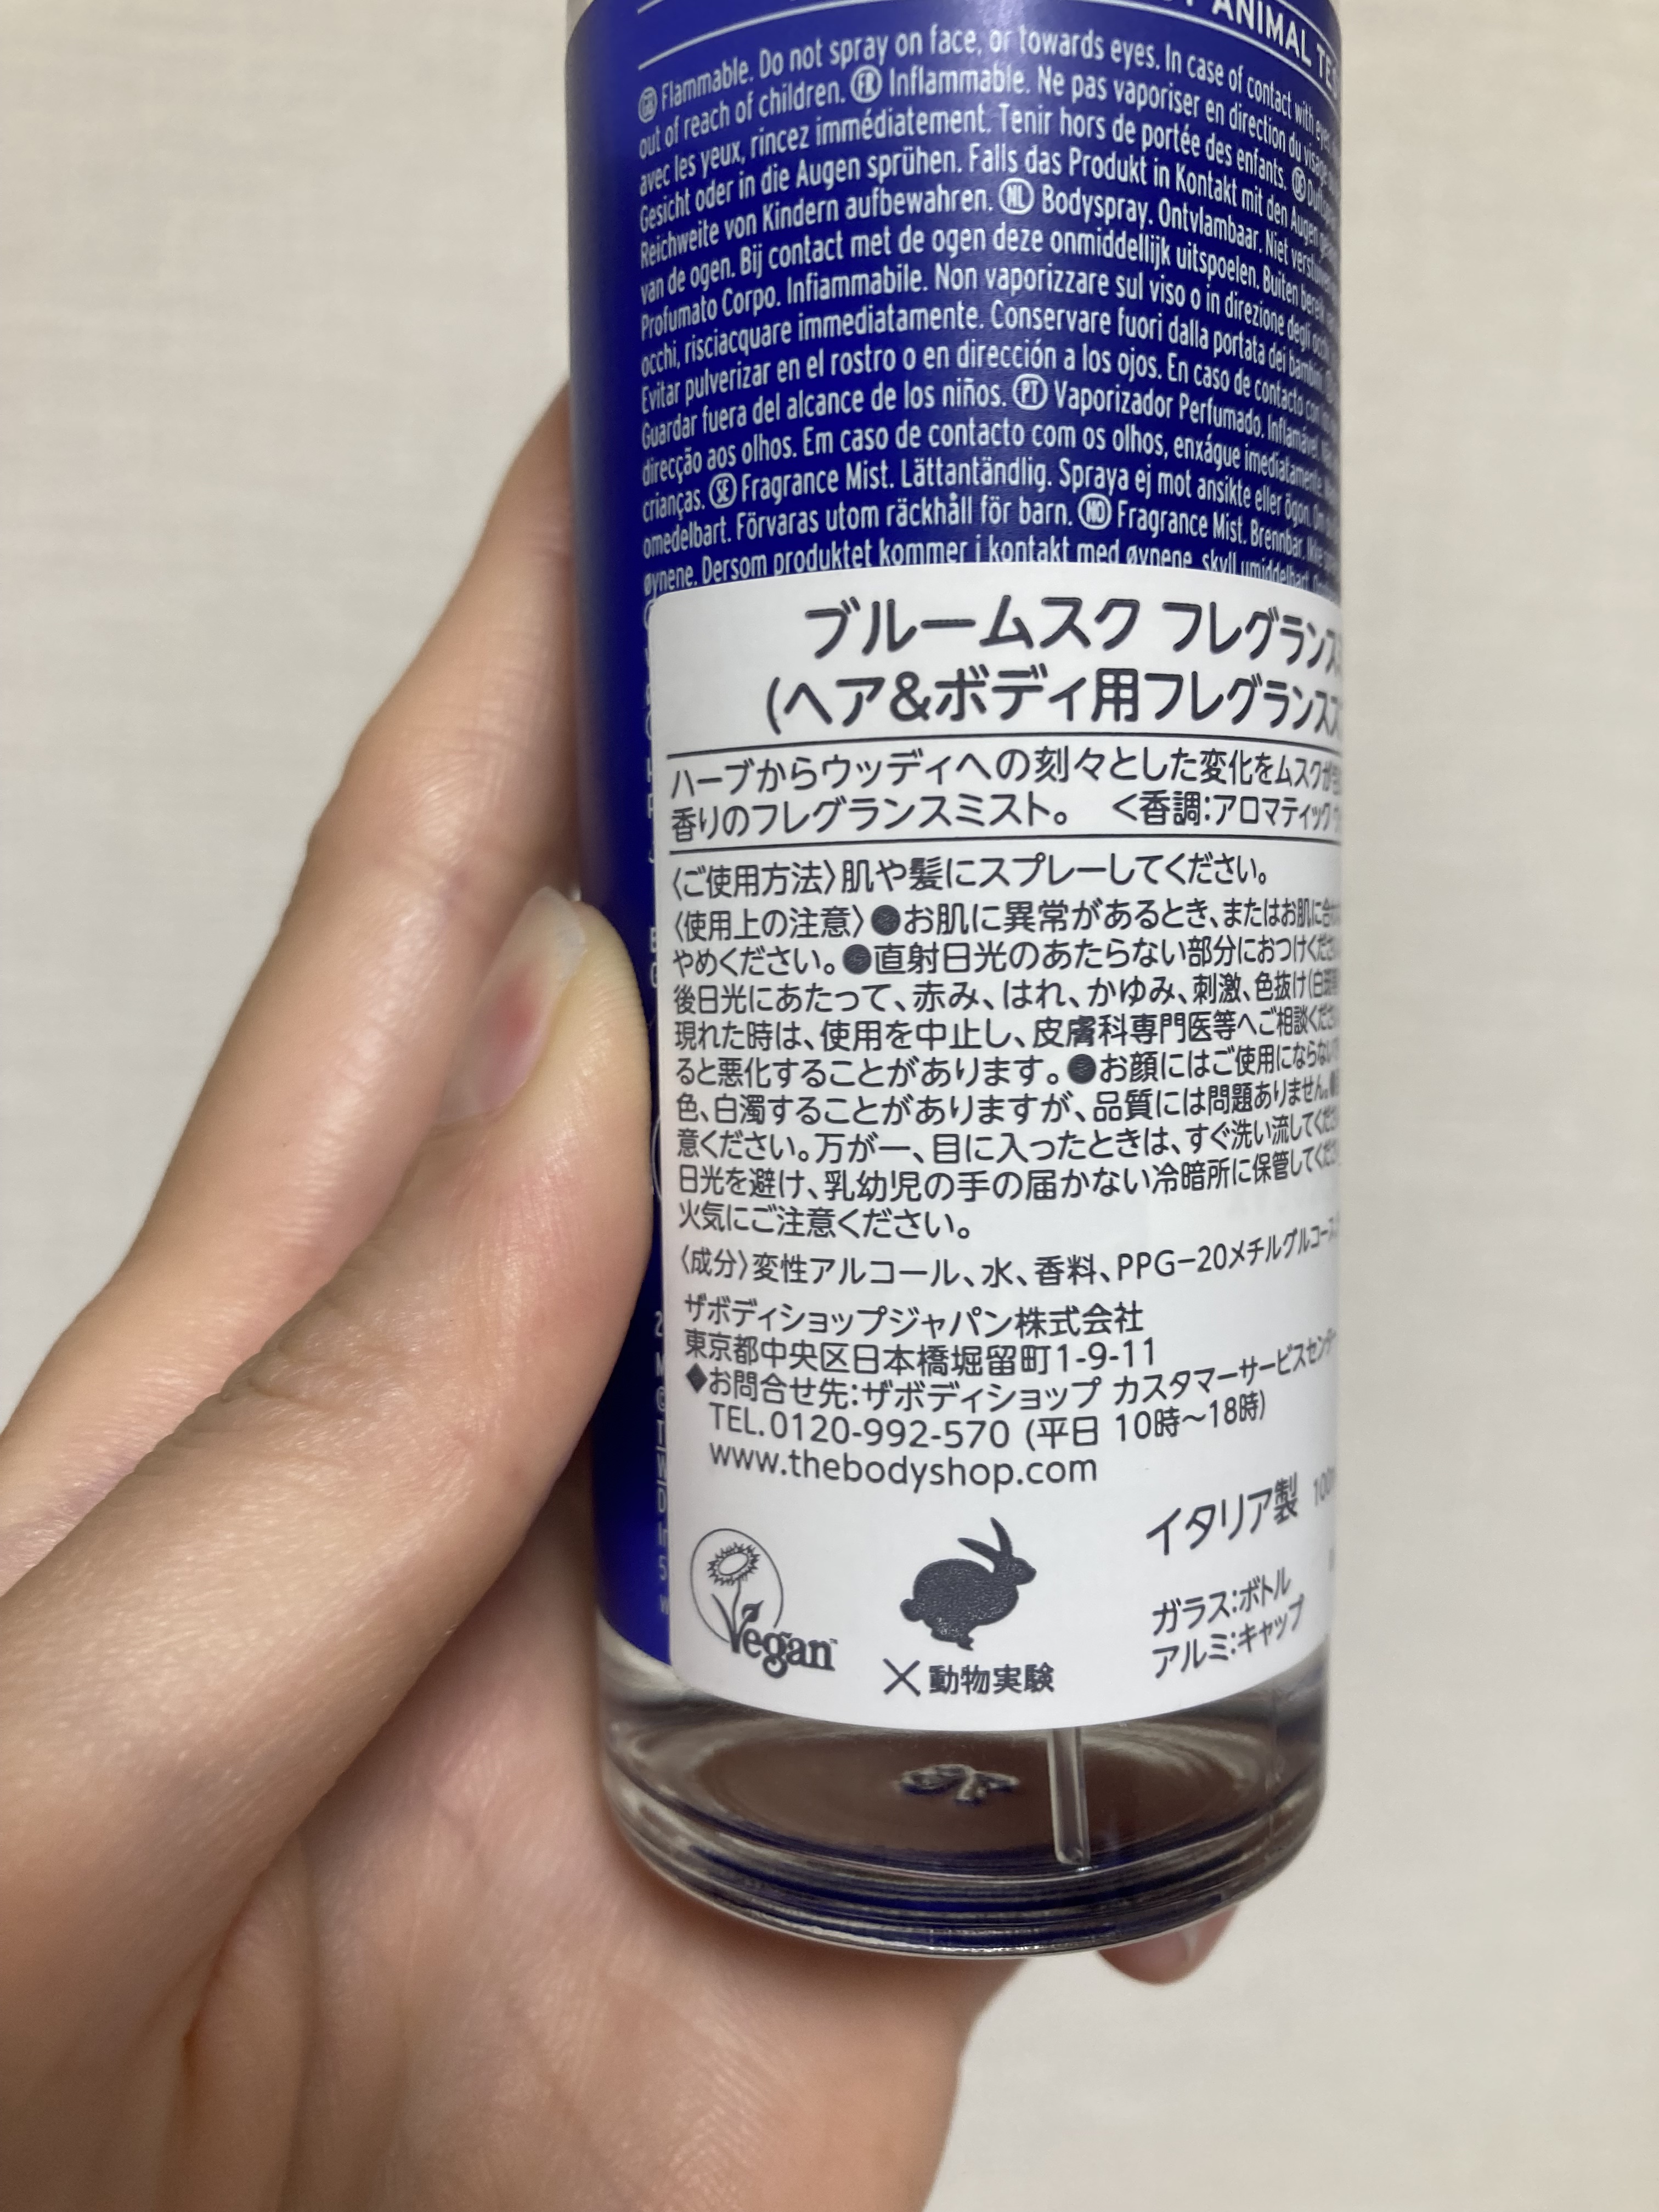 ANIMAL
GB Flammable. Do not spray on face, or towards eyes. In case of contact with
out of reach of children. FR Inflammable. Ne pas vaporiser en direction du visage
avec les yeux, rincez immédiatement. Tenir hors de portée des enfants. DE
Gesicht oder in die Augen sprühen. Falls das Produkt in Kontakt mit den Augen
Reichweite von Kindern aufbewahren. NL Bodyspray. Ontvlambaar. Niet
van de ogen. Bij contact met de ogen deze onmiddellijk uitspoelen. Buiten bereik
Profumato Corpo. Infiammabile. Non vaporizzare sul viso o in direzione degli
occhi, risciacquare immediatamente. Conservare fuori dalla portata dei
Evitar pulverizar en el rostro o en dirección a los ojos. En caso de contacto
Guardar fuera del alcance de los niños. PT Vaporizador Perfumado.
direcção aos olhos. Em caso de contacto com os olhos, enxágue
crianças. SE Fragrance Mist. Lättantändlig. Spraya ej mot ansikte eller ögon.
omedelbart. Förvaras utom räckhåll för barn. NO Fragrance Mist. Brennbar.
øynene. Dersom produktet kommer i kontakt med øynene, skyll umiddelbart.
ブルームスク フレグランス
(ヘア&ボディ用フレグランス
ハーブからウッディへの刻々とした変化をムスクが
香りのフレグランスミスト。 <香調:アロマティック
〈ご使用方法〉肌や髪にスプレーしてください。
〈使用上の注意〉●お肌に異常があるとき、またはお肌に
やめください。●直射日光のあたらない部分におつけください
後日光にあたって、赤み、はれ、かゆみ、刺激、色抜け(白斑
現れた時は、使用を中止し、皮膚科専門医等へご相談くだ
ると悪化することがあります。●お顔にはご使用にならない
色、白濁することがありますが、品質には問題ありません。●
意ください。万が一、目に入ったときは、すぐ洗い流してくだ
日光を避け、乳幼児の手の届かない冷暗所に保管してくだ
火気にご注意ください。
〈成分〉変性アルコール、水、香料、PPG-20メチルグルコース
ザボディショップジャパン株式会社
東京都中央区日本橋堀留町1-9-11
◆お問合せ先:ザボディショップ カスタマーサービスセンター
TEL.0120-992-570 (平日 10時~18時)
www.thebodyshop.com
イタリア製
Vegan
×動物実験
ガラス:ボトル
アルミ:キャップ